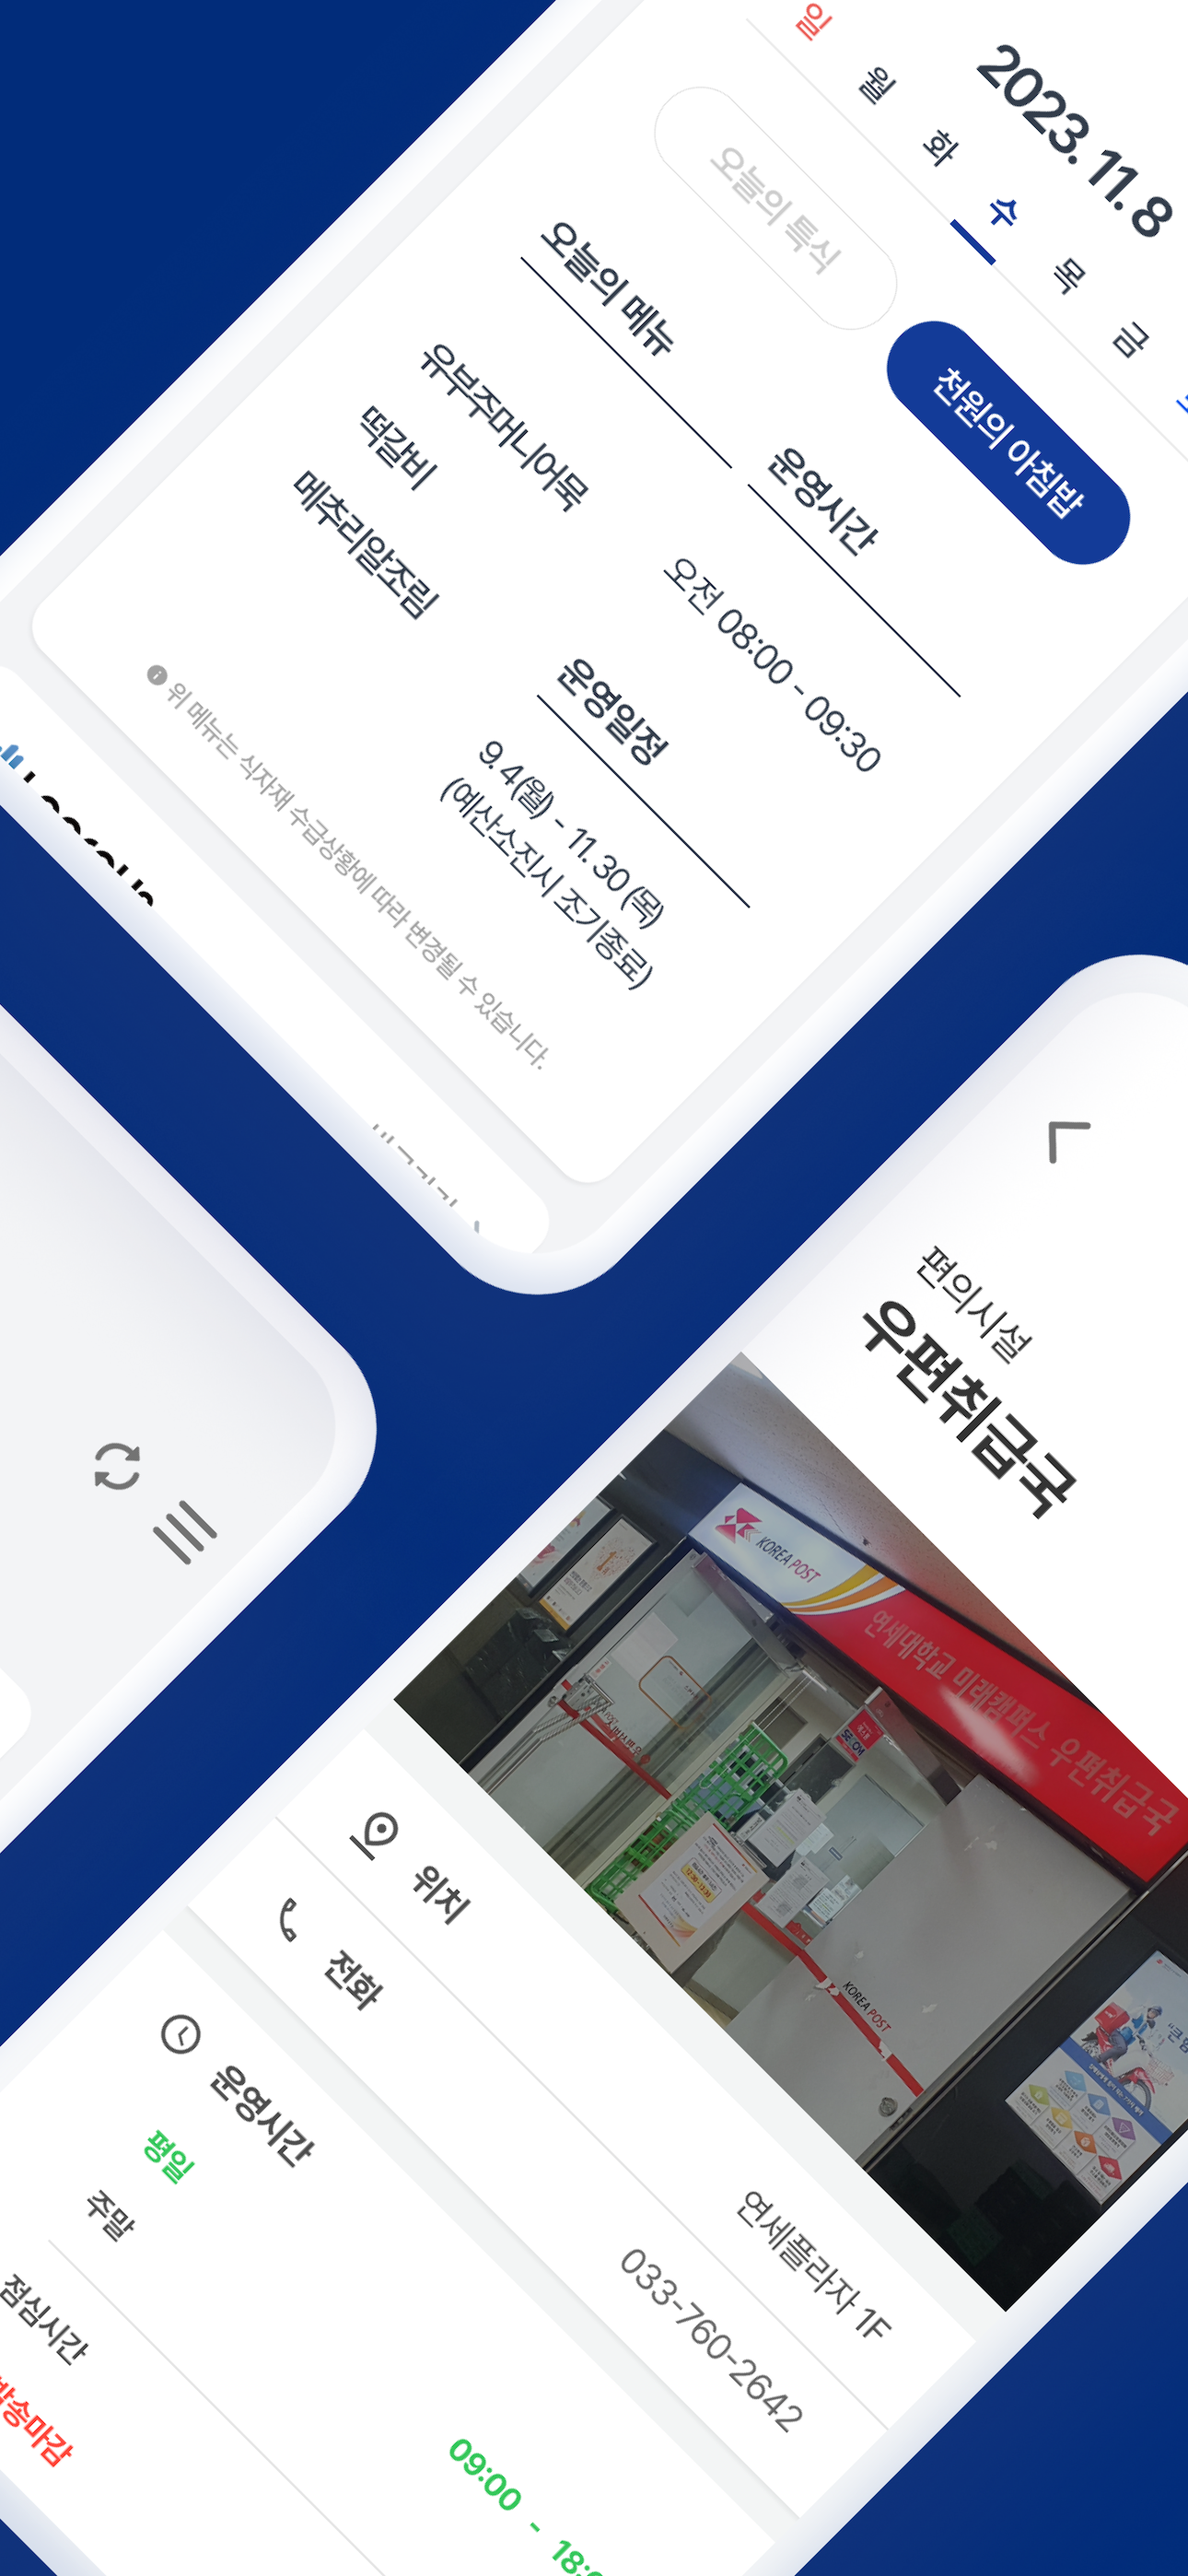 2023. 11. 8
일 월 화 수 목 금
오늘의 특식
천원의 아침밥
오늘의 메뉴
유부주머니어묵
떡갈비
메추리알조림
운영시간
오전 08:00 - 09:30
운영일정
9. 4(월) - 11. 30 (목)
(예산소진시 조기종료)
위 메뉴는 식자재 수급상황에 따라 변경될 수 있습니다.
편의시설
우편취급국
KOREA POST
연세대학교 미래캠퍼스 우편취급국
KOREA POST
위치
연세플라자 1F
전화
033-760-2642
운영시간
평일
09:00 -
주말
점심시간
발송마감